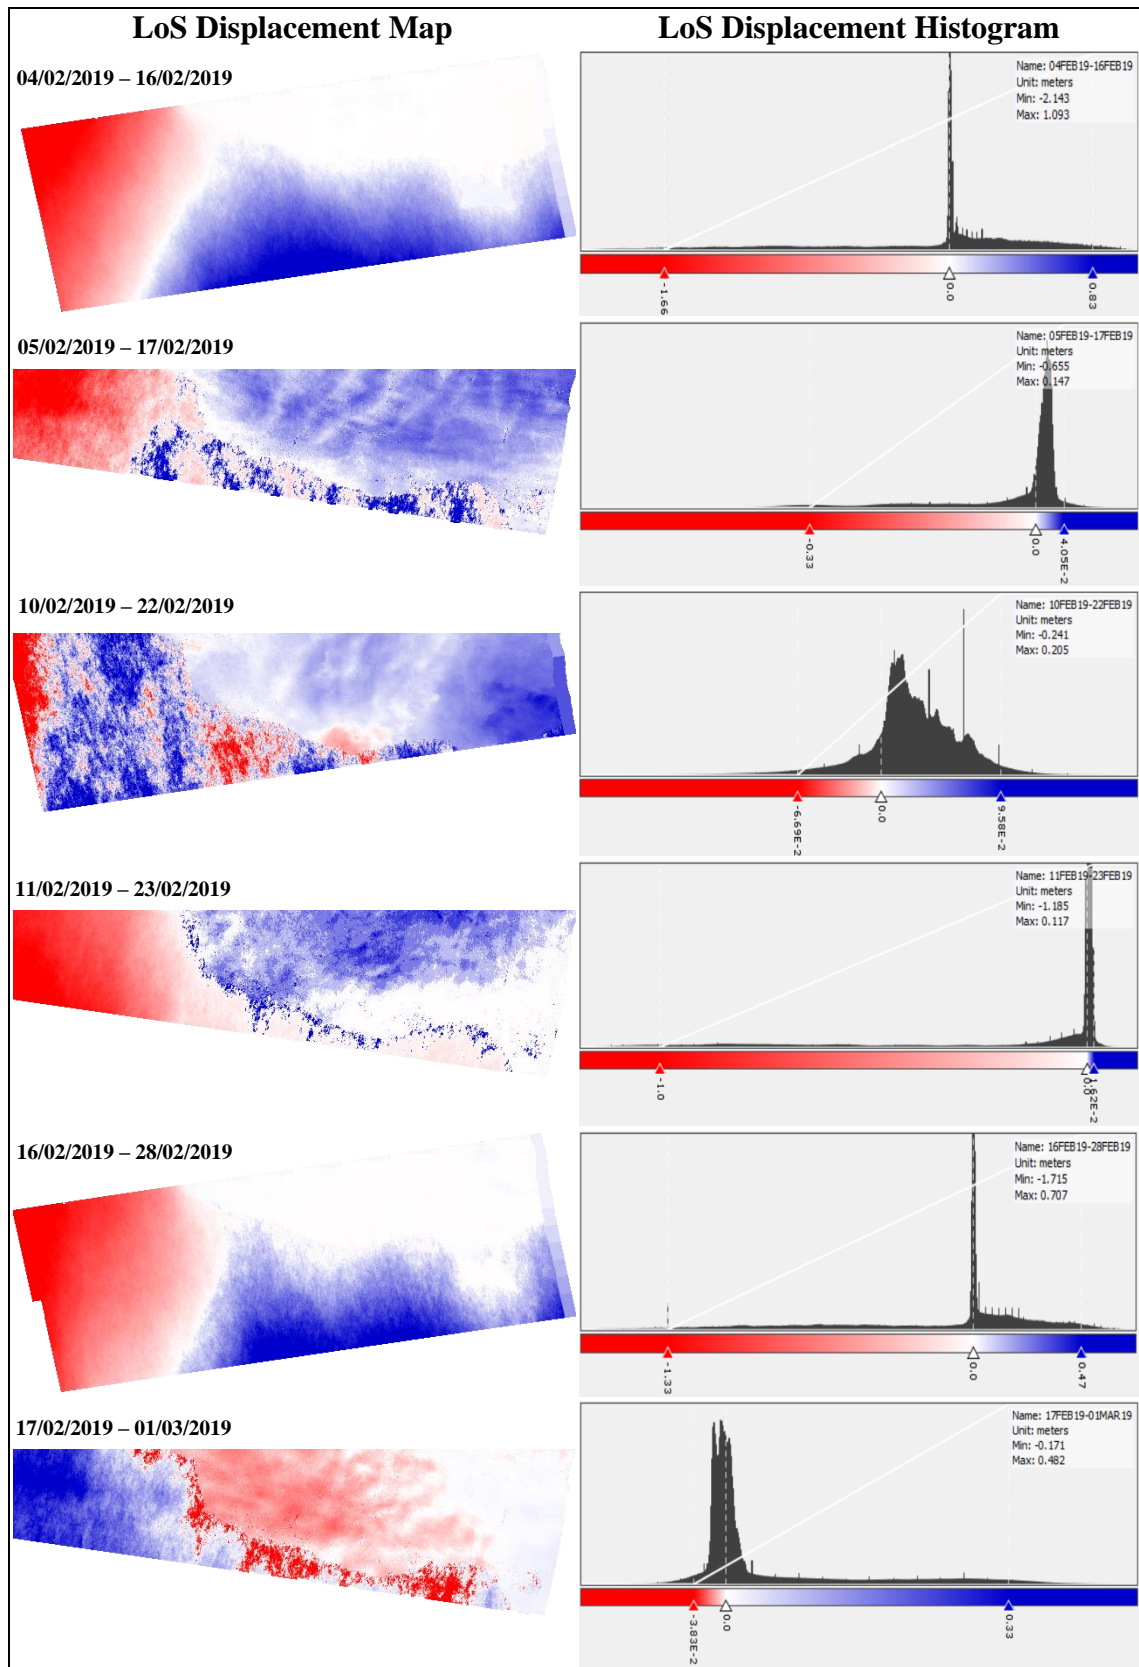 LoS Displacement Map
LoS Displacement Histogram
04/02/2019 – 16/02/2019
Name: 04FEB19-16FEB19
Unit: meters
Min: -2.143
Max: 1.093
-1.66
0.0
0.83
05/02/2019 – 17/02/2019
Name: 05FEB19-17FEB19
Unit: meters
Min: -0.655
Max: 0.147
-0.33
0.0
4.05E-2
10/02/2019 – 22/02/2019
Name: 10FEB19-22FEB19
Unit: meters
Min: -0.241
Max: 0.205
-6.69E-2
0.0
9.58E-2
11/02/2019 – 23/02/2019
Name: 11FEB19-23FEB19
Unit: meters
Min: -1.185
Max: 0.117
-1.0
0.0
1.62E-2
16/02/2019 – 28/02/2019
Name: 16FEB19-28FEB19
Unit: meters
Min: -1.715
Max: 0.707
-1.33
0.0
0.47
17/02/2019 – 01/03/2019
Name: 17FEB19-01MAR19
Unit: meters
Min: -0.171
Max: 0.482
-3.83E-2
0.0
0.33